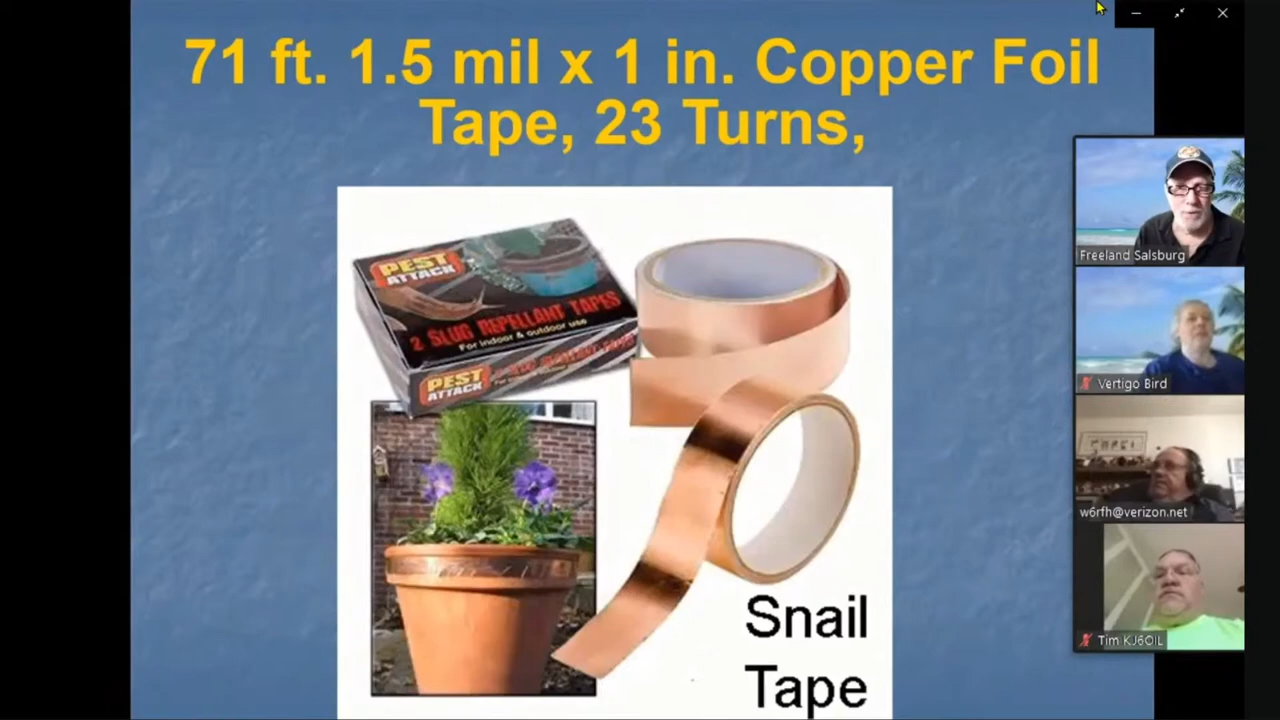 71 ft. 1.5 mil x 1 in. Copper Foil
Tape, 23 Turns,
PEST
ATTACK
2 SLUG REPELLANT TAPES
For indoor & outdoor use
PEST
ATTACK
Snail
Tape
Freeland Salsburg
Vertigo Bird
w6rfh@verizon.net
Tim KJ6OIL